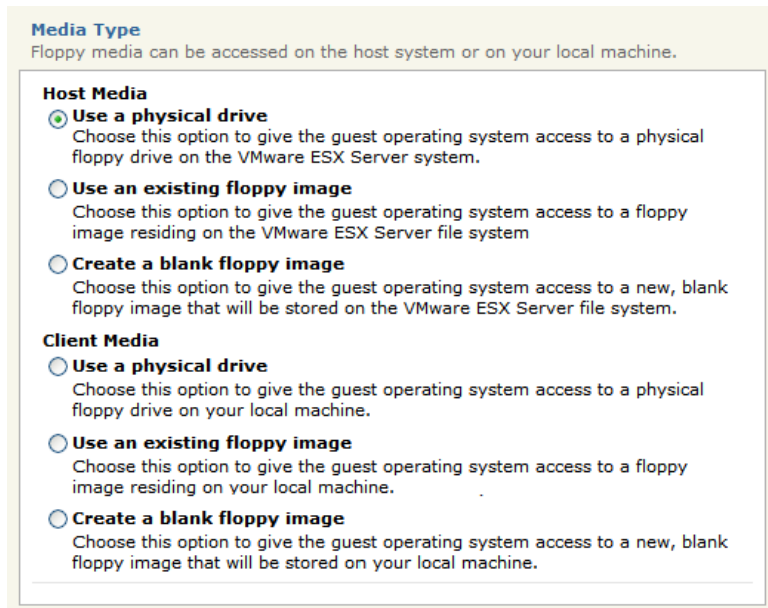 Media Type
Floppy media can be accessed on the host system or on your local machine.
Host Media
Use a physical drive
Choose this option to give the guest operating system access to a physical
floppy drive on the VMware ESX Server system.
Use an existing floppy image
Choose this option to give the guest operating system access to a floppy
image residing on the VMware ESX Server file system
Create a blank floppy image
Choose this option to give the guest operating system access to a new, blank
floppy image that will be stored on the VMware ESX Server file system.
Client Media
Use a physical drive
Choose this option to give the guest operating system access to a physical
floppy drive on your local machine.
Use an existing floppy image
Choose this option to give the guest operating system access to a floppy
image residing on your local machine.
Create a blank floppy image
Choose this option to give the guest operating system access to a new, blank
floppy image that will be stored on your local machine.